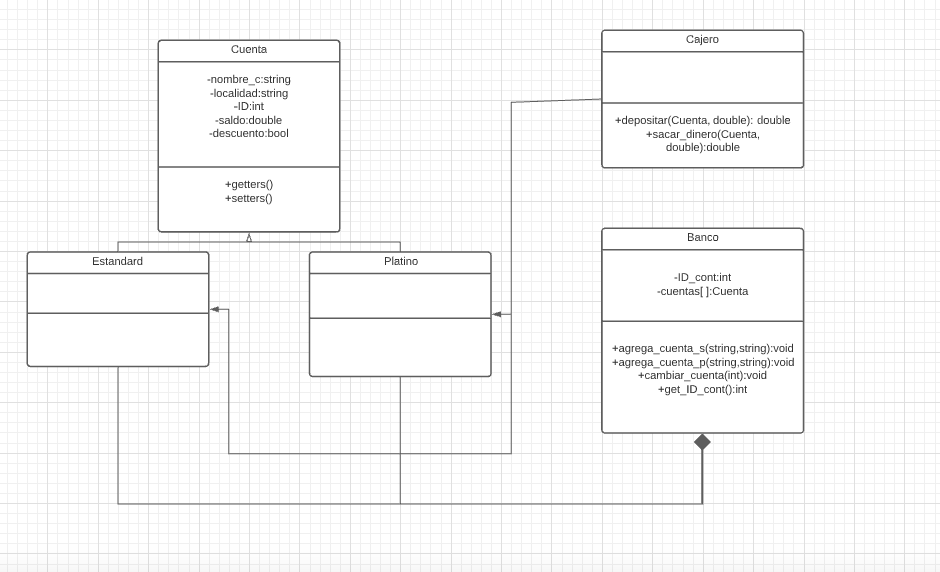 Cuenta
-nombre_c:string
-localidad:string
-ID:int
-saldo:double
-descuento:bool
+getters()
+setters()
Cajero
+depositar(Cuenta, double): double
+sacar_dinero(Cuenta,
double):double
Estandard
Platino
Banco
-ID_cont:int
-cuentas[ ]:Cuenta
+agrega_cuenta_s(string,string):void
+agrega_cuenta_p(string,string):void
+cambiar_cuenta(int):void
+get_ID_cont():int